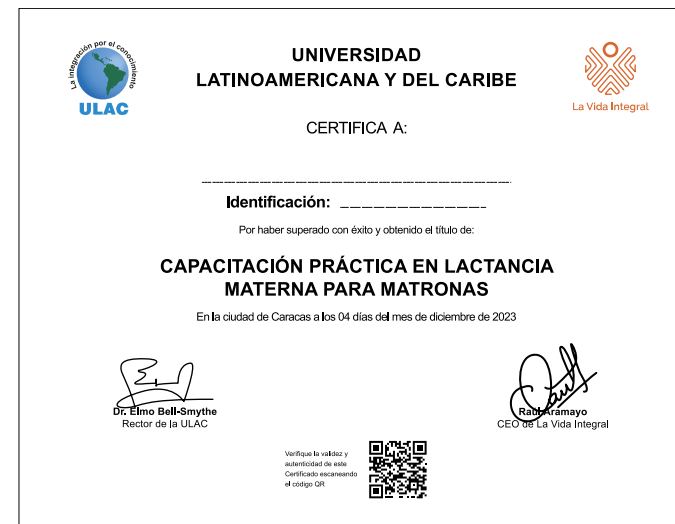 La integración por el conocimiento
ULAC
UNIVERSIDAD
LATINOAMERICANA Y DEL CARIBE
La Vida Integral
CERTIFICA A:
Identificación:
Por haber superado con éxito y obtenido el título de:
CAPACITACIÓN PRÁCTICA EN LACTANCIA
MATERNA PARA MATRONAS
En la ciudad de Caracas a los 04 días del mes de diciembre de 2023
Dr. Elmo Bell-Smythe
Rector de la ULAC
Raúl Aramayo
CEO de La Vida Integral
Verifique la validez y
autenticidad de este
Certificado escaneando
el código QR